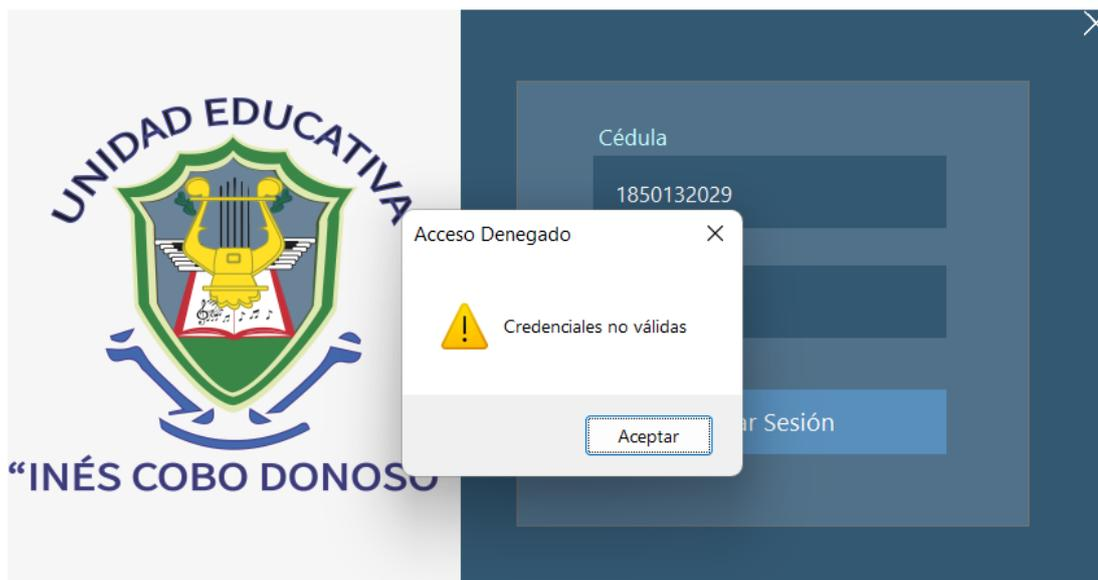 UNIDAD EDUCATIVA
"INÉS COBO DONOSO
Cédula
1850132029
Acceso Denegado
Credenciales no válidas
Aceptar
ar Sesión